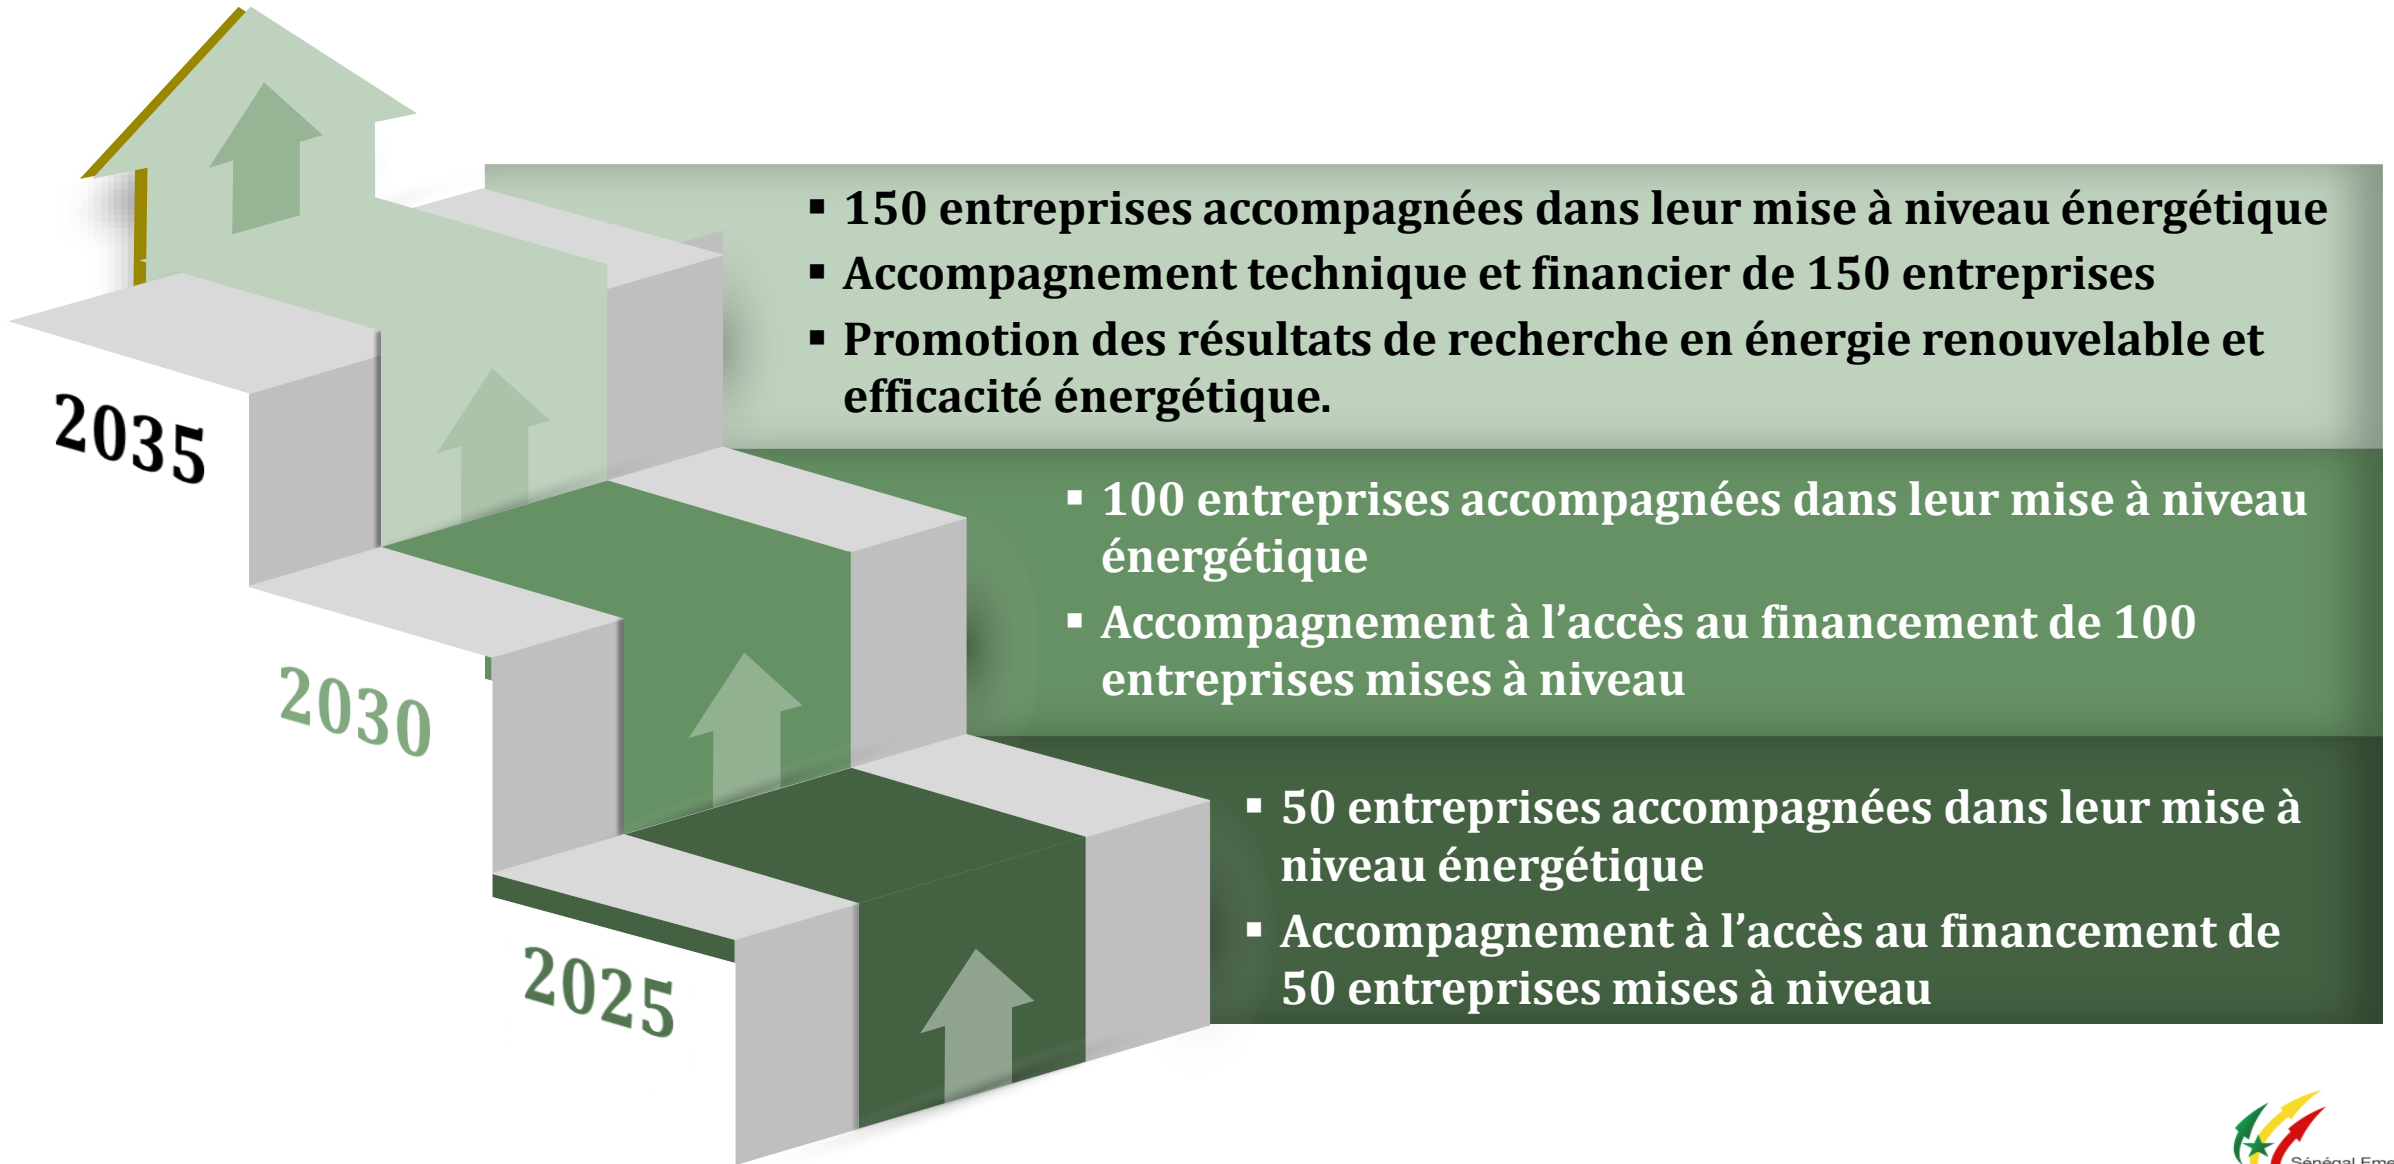 ▪ 150 entreprises accompagnées dans leur mise à niveau énergétique
▪ Accompagnement technique et financier de 150 entreprises
▪ Promotion des résultats de recherche en énergie renouvelable et
efficacité énergétique.
2035
▪ 100 entreprises accompagnées dans leur mise à niveau
énergétique
▪ Accompagnement à l’accès au financement de 100
entreprises mises à niveau
2030
▪ 50 entreprises accompagnées dans leur mise à
niveau énergétique
▪ Accompagnement à l’accès au financement de
50 entreprises mises à niveau
2025
Sénégal